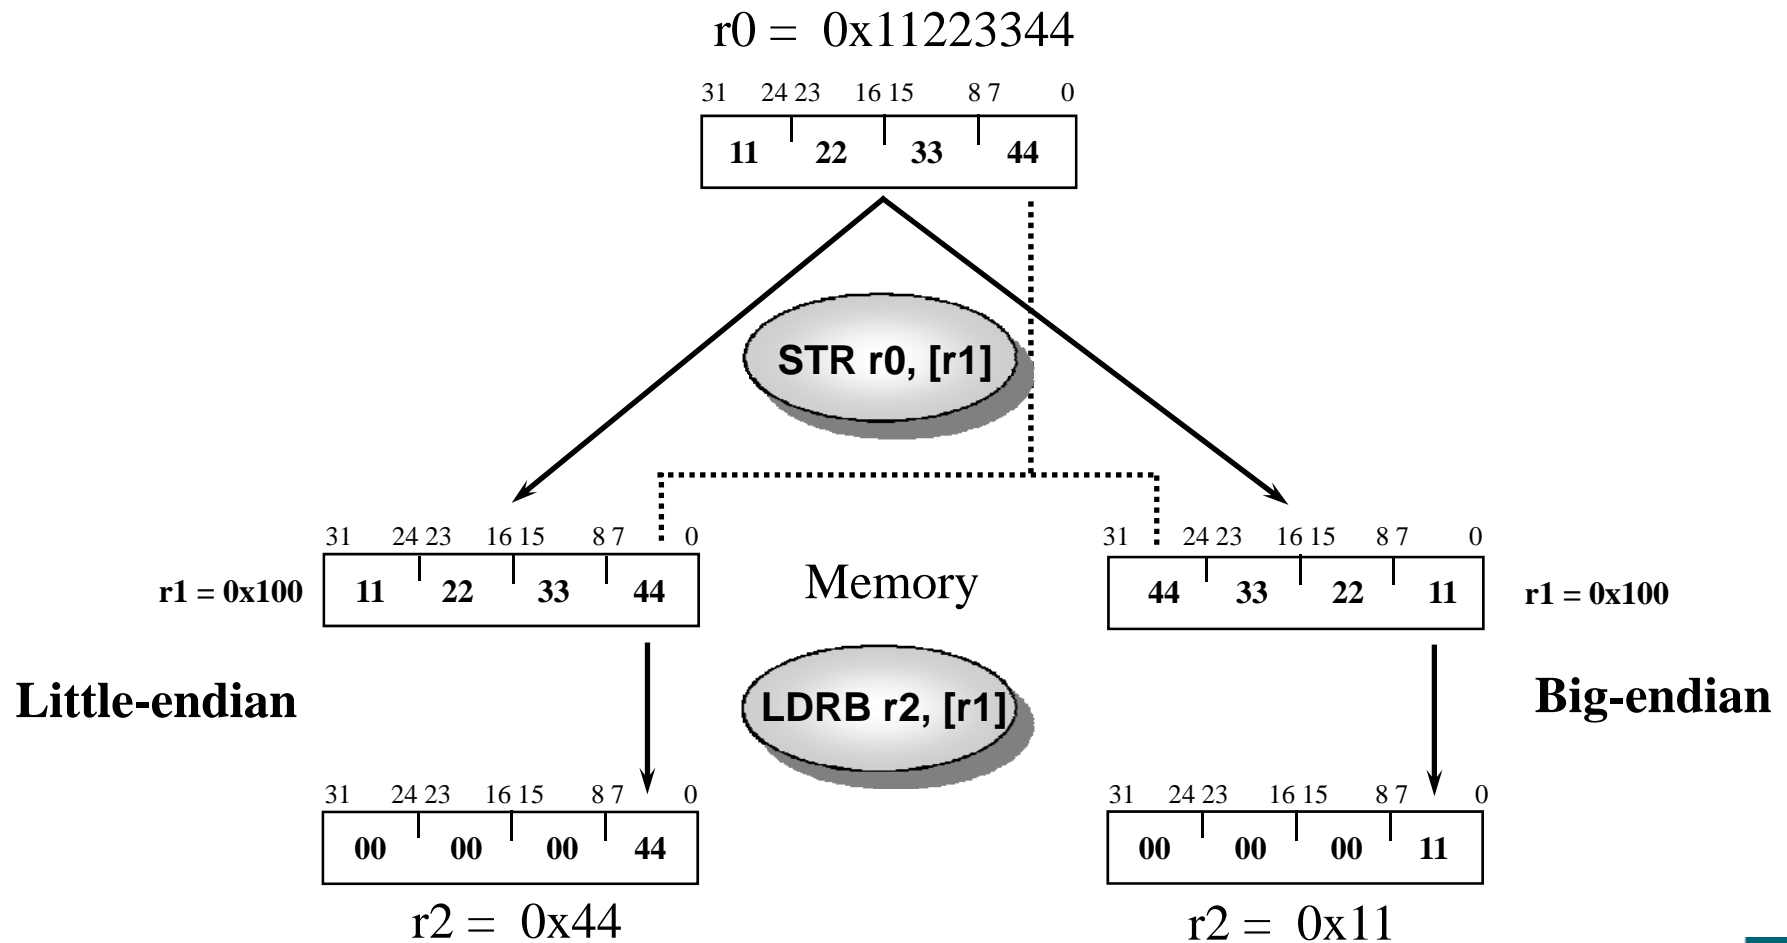 r0 = 0x11223344
31 24 23 16 15 8 7 0
11 22 33 44
STR r0, [r1]
31 24 23 16 15 8 7 0
31 24 23 16 15 8 7 0
r1 = 0x100 11 22 33 44
Memory
44 33 22 11 r1 = 0x100
Little-endian
LDRB r2, [r1]
Big-endian
31 24 23 16 15 8 7 0
31 24 23 16 15 8 7 0
00 00 00 44
00 00 00 11
r2 = 0x44
r2 = 0x11